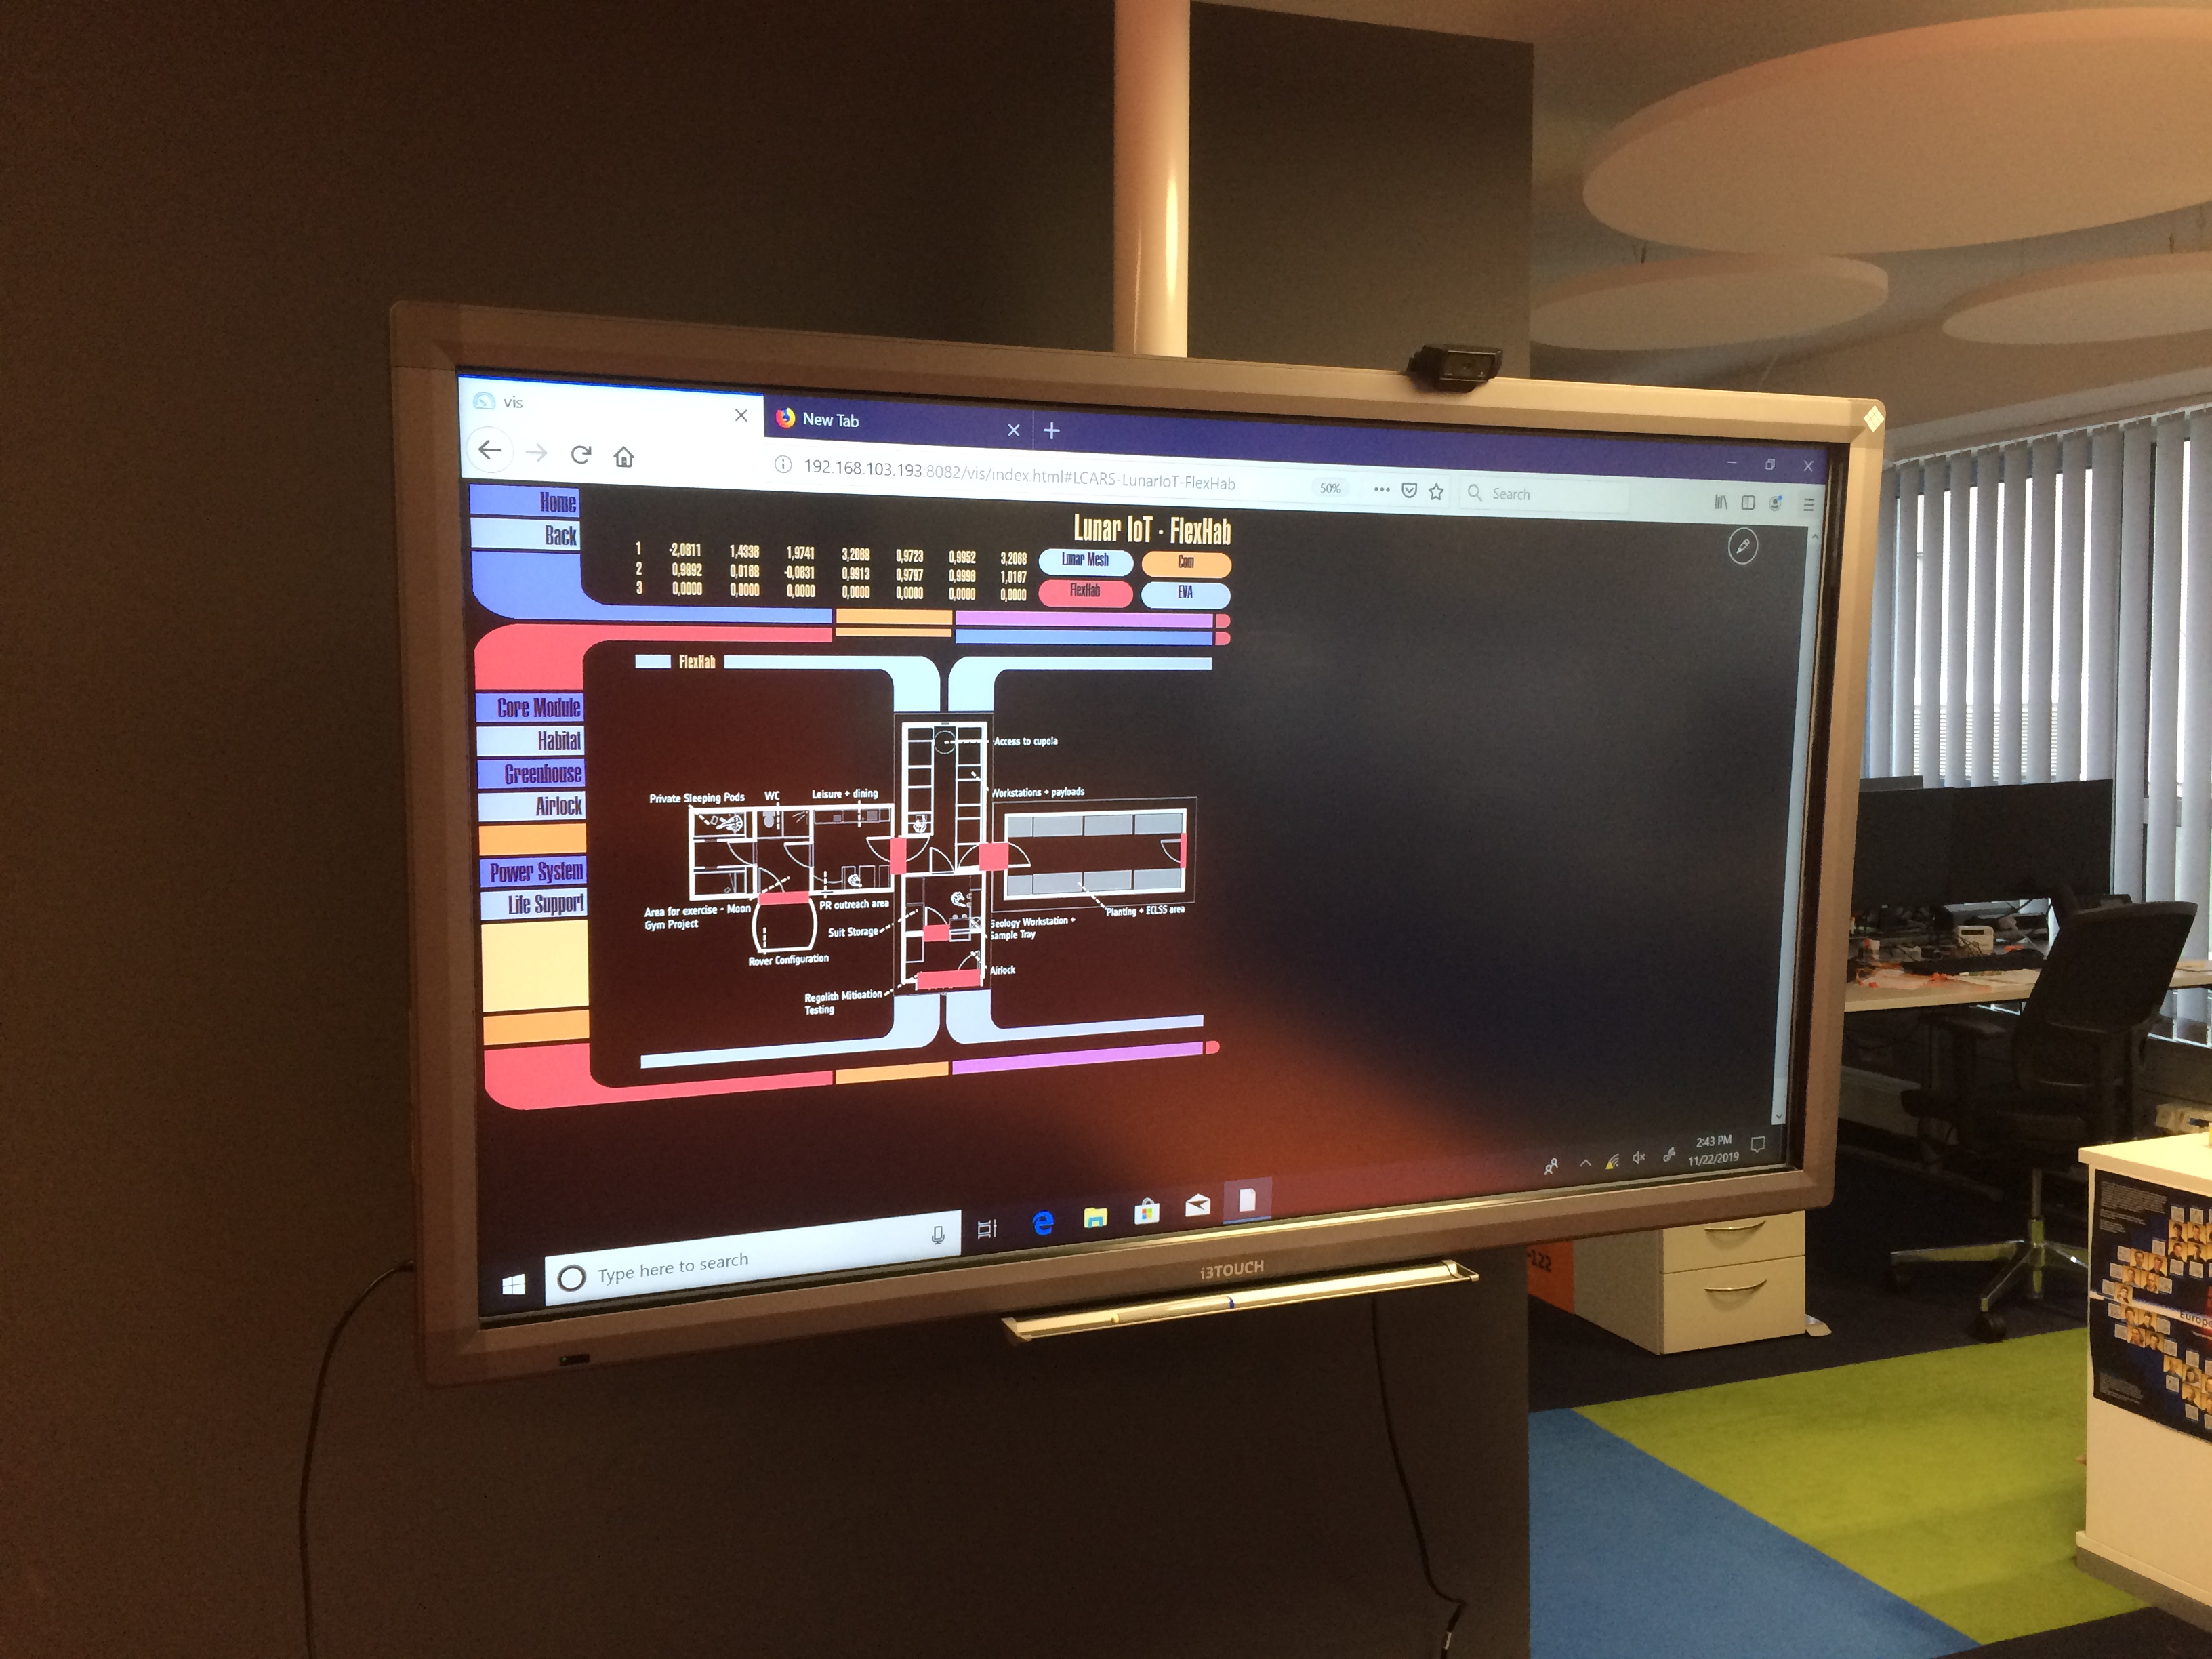 vis
New Tab
192.168.103.193:8082/vis/index.html#LCARS-LunarIoT-FlexHab
50%
Search
Home
Back
Lunar IoT - FlexHab
1 -2,0811 1,4338 1,9741 3,2088 0,9723 0,9952 3,2088
2 0,9892 0,0188 -0,0831 0,9913 0,9797 0,9998 1,0187
3 0,0000 0,0000 0,0000 0,0000 0,0000 0,0000 0,0000
Lunar Mesh
Com
FlexHab
EVA
FlexHab
Core Module
Habitat
Greenhouse
Airlock
Power System
Life Support
Access to cupola
Workstations + payloads
Private Sleeping Pods
WC
Leisure + dining
Area for exercise - Moon
Gym Project
PR outreach area
Suit Storage
Rover Configuration
Geology Workstation +
Sample Tray
Planting + ECLSS area
Airlock
Regolith Mitigation
Testing
2:43 PM
11/22/2019
Type here to search
i3TOUCH
-122
Europe